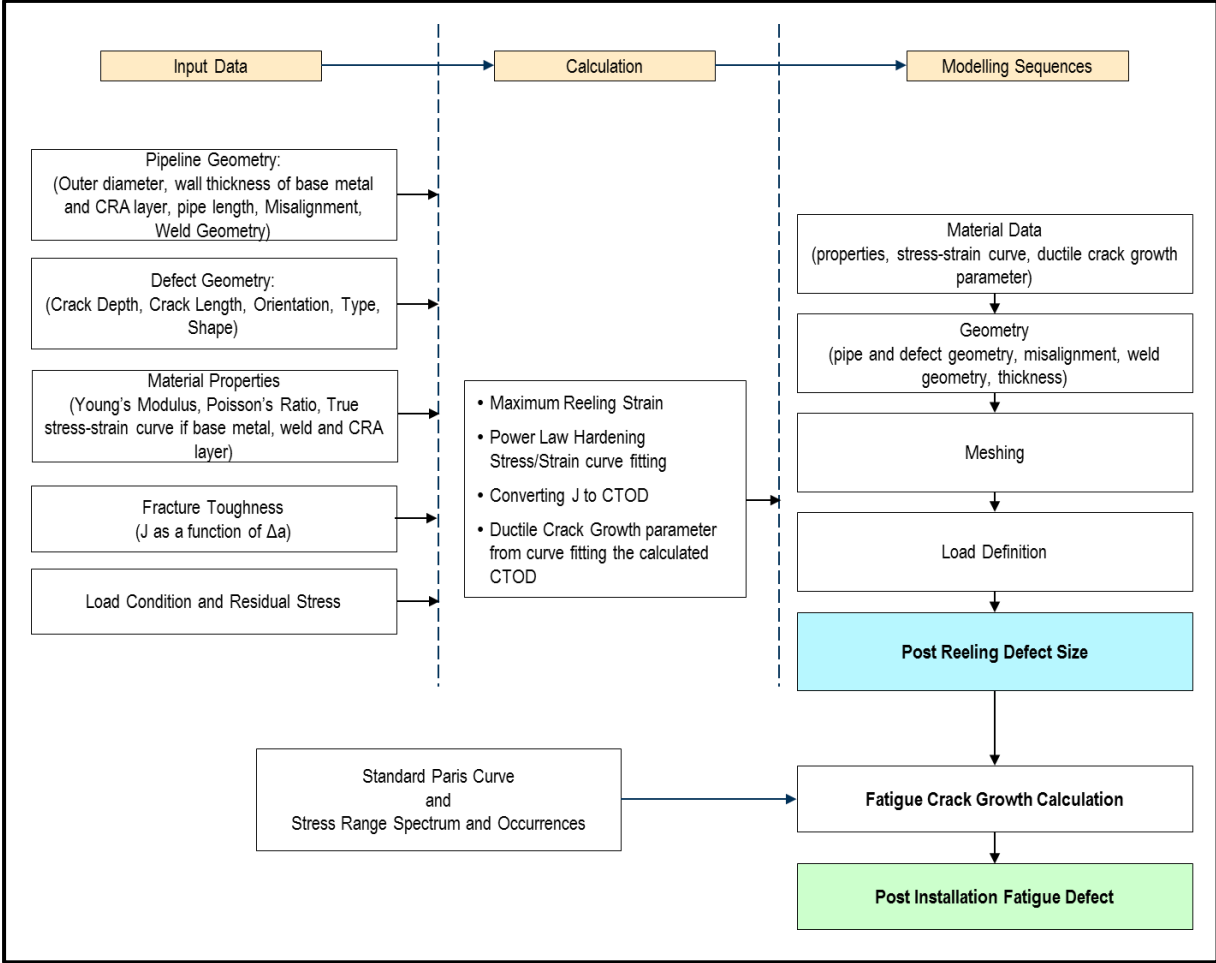 Input Data
Calculation
Modelling Sequences
Pipeline Geometry:
(Outer diameter, wall thickness of base metal
and CRA layer, pipe length, Misalignment,
Weld Geometry)
Defect Geometry:
(Crack Depth, Crack Length, Orientation, Type,
Shape)
Material Properties
(Young's Modulus, Poisson's Ratio, True
stress-strain curve if base metal, weld and CRA
layer)
Fracture Toughness
(J as a function of Δa)
Load Condition and Residual Stress
• Maximum Reeling Strain
• Power Law Hardening
Stress/Strain curve fitting
• Converting J to CTOD
• Ductile Crack Growth parameter
from curve fitting the calculated
CTOD
Material Data
(properties, stress-strain curve, ductile crack growth
parameter)
Geometry
(pipe and defect geometry, misalignment, weld
geometry, thickness)
Meshing
Load Definition
Post Reeling Defect Size
Standard Paris Curve
and
Stress Range Spectrum and Occurrences
Fatigue Crack Growth Calculation
Post Installation Fatigue Defect